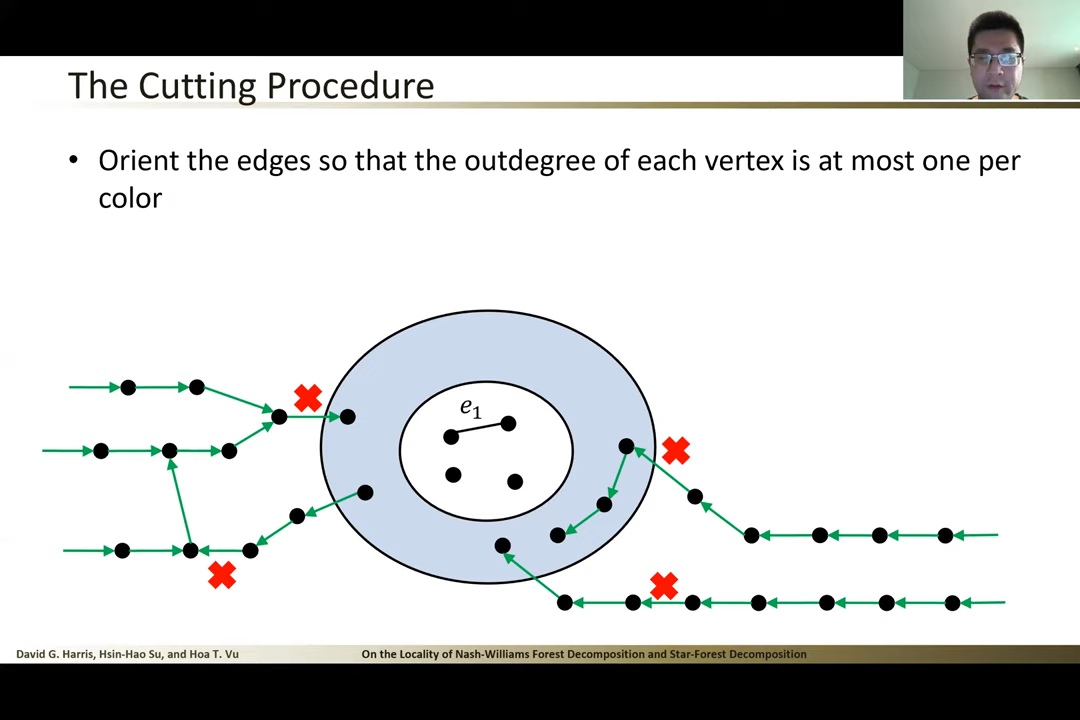 The Cutting Procedure
• Orient the edges so that the outdegree of each vertex is at most one per
color
e₁
David G. Harris, Hsin-Hao Su, and Hoa T. Vu
On the Locality of Nash-Williams Forest Decomposition and Star-Forest Decomposition